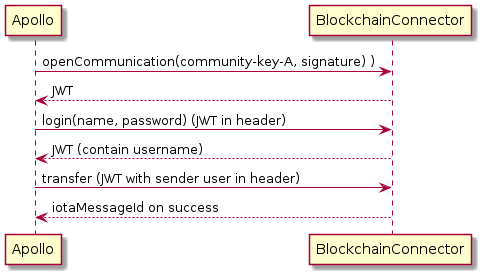 Apollo BlockchainConnector
openCommunication(community-key-A, signature) )
JWT
login(name, password) (JWT in header)
JWT (contain username)
transfer (JWT with sender user in header)
iotaMessageId on success
Apollo BlockchainConnector